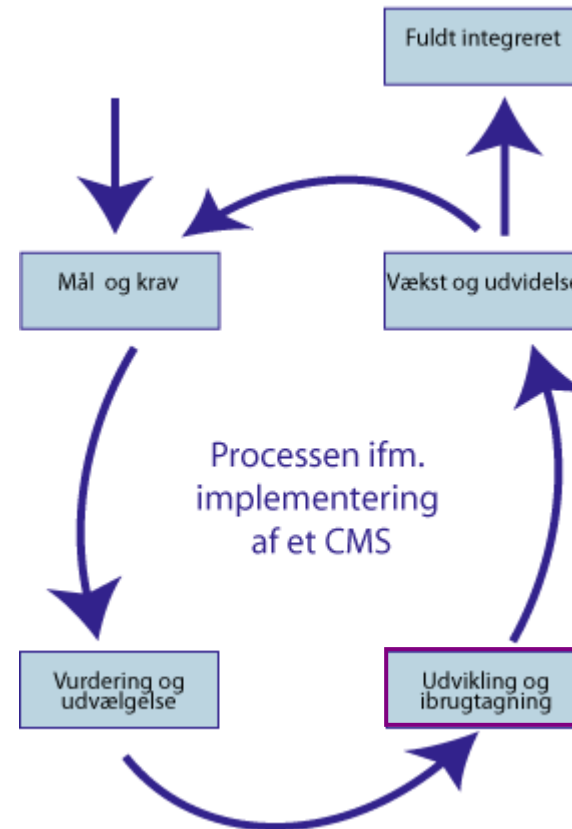 Fuldt integreret
Mål og krav
Vækst og udvidelse
Processen ifm.
implementering
af et CMS
Vurdering og
udvælgelse
Udvikling og
ibrugtagning